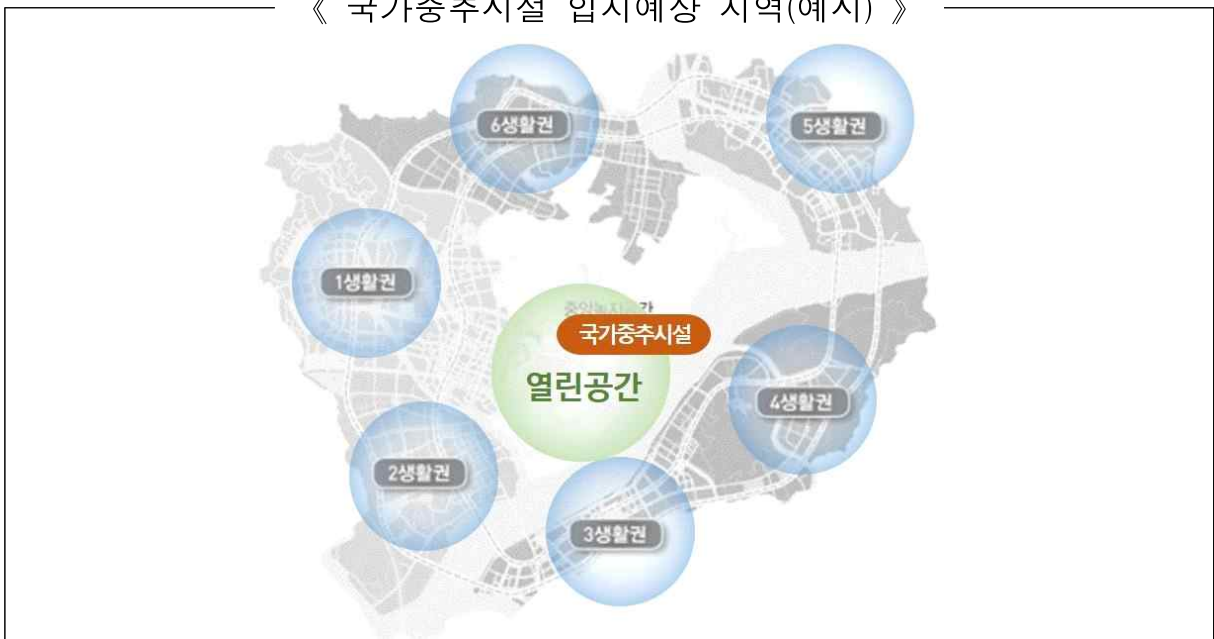 《 국가중추시설 입지예상 지역(예시) 》
6생활권
5생활권
1생활권
국가중추시설
열린공간
4생활권
2생활권
3생활권